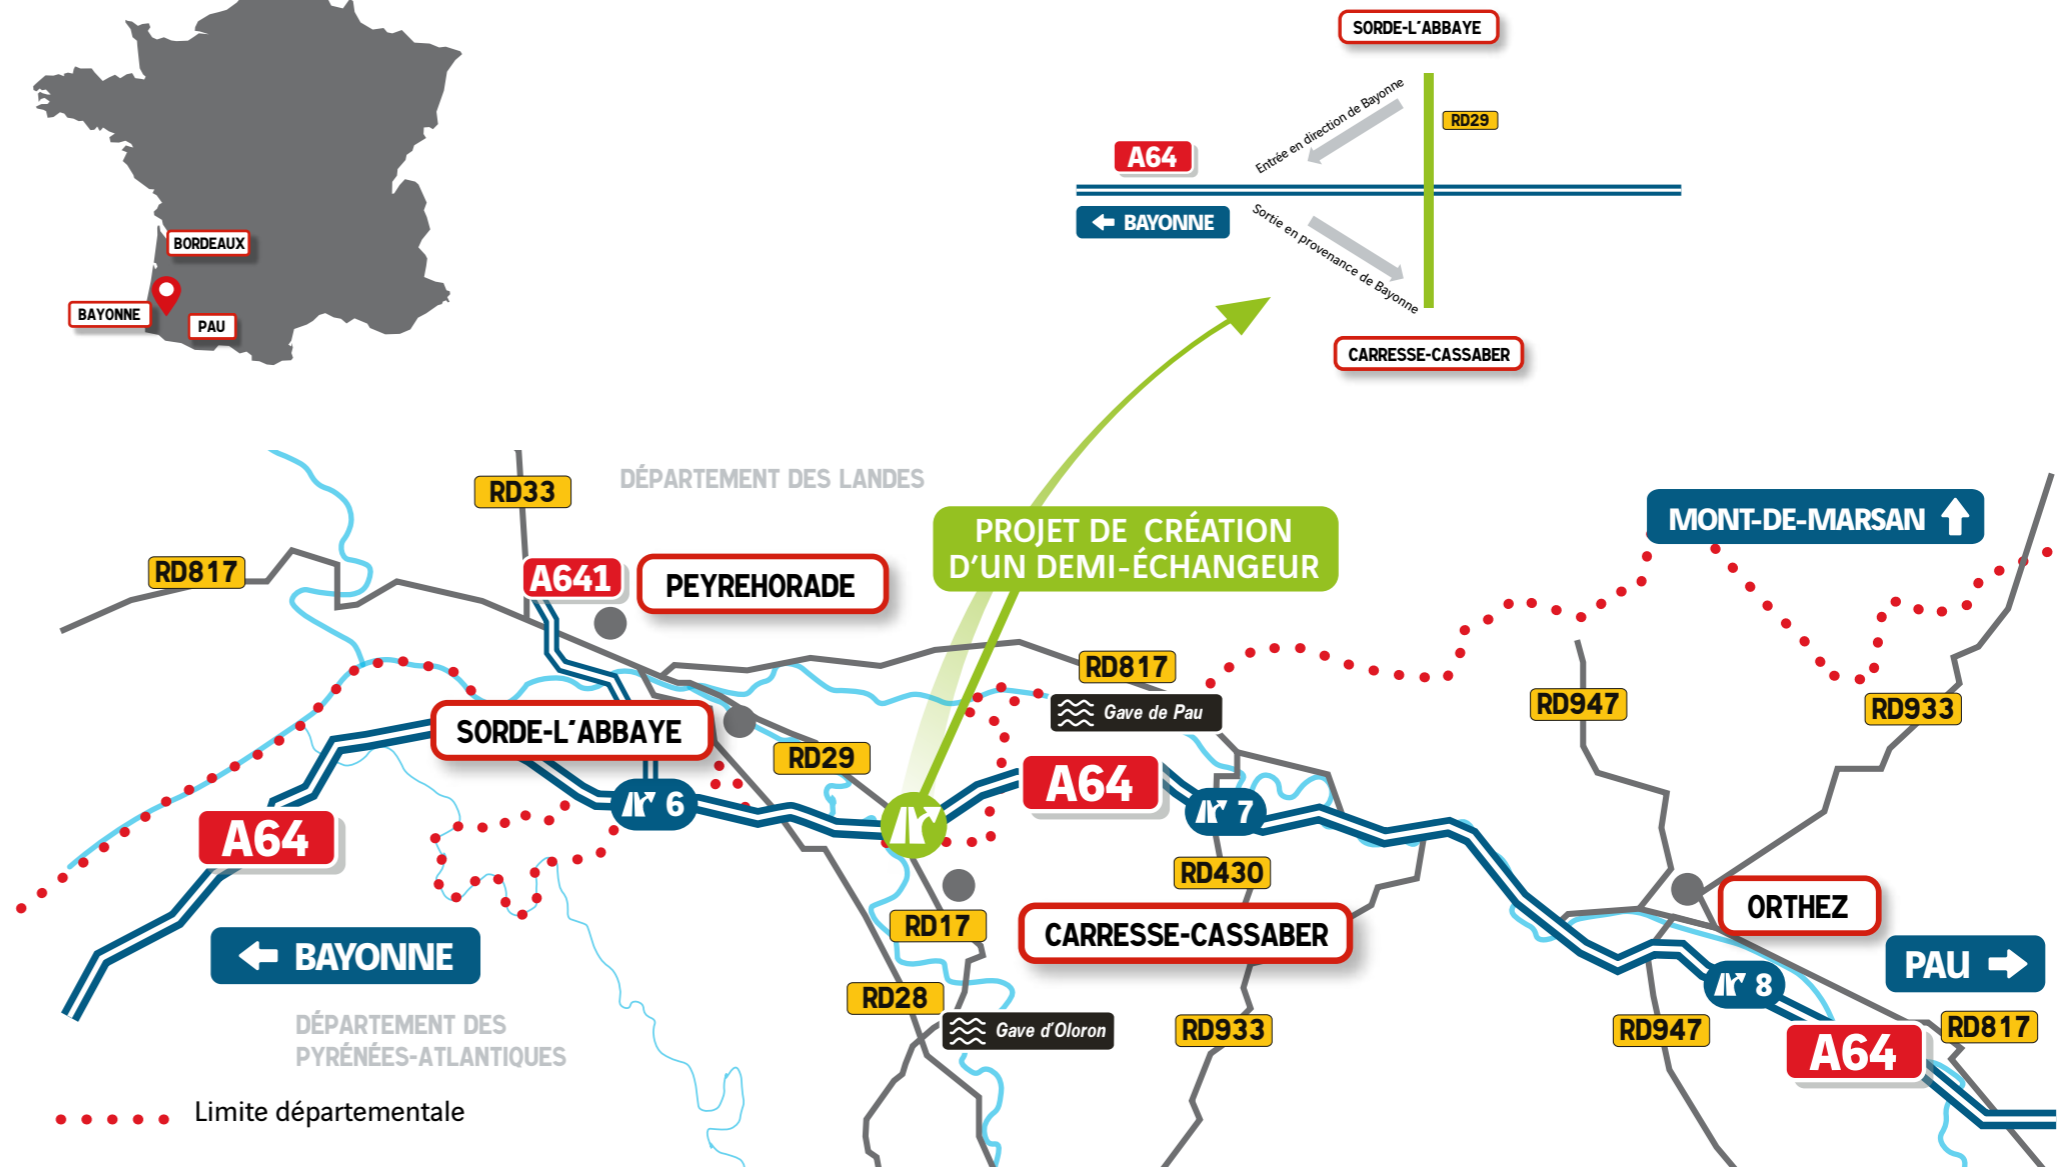 SORDE-L'ABBAYE
Entrée en direction de Bayonne
RD29
A64
BAYONNE
Sortie en provenance de Bayonne
CARRESSE-CASSABER
BORDEAUX
BAYONNE
PAU
DÉPARTEMENT DES LANDES
RD33
MONT-DE-MARSAN
PROJET DE CRÉATION
D'UN DEMI-ÉCHANGEUR
RD817
A641
PEYREHORADE
RD817
Gave de Pau
RD947
RD933
SORDE-L'ABBAYE
RD29
A64
6
7
A64
RD430
ORTHEZ
RD17
CARRESSE-CASSABER
BAYONNE
PAU
8
RD28
DÉPARTEMENT DES
PYRÉNÉES-ATLANTIQUES
Gave d'Oloron
RD933
RD947
RD817
A64
Limite départementale